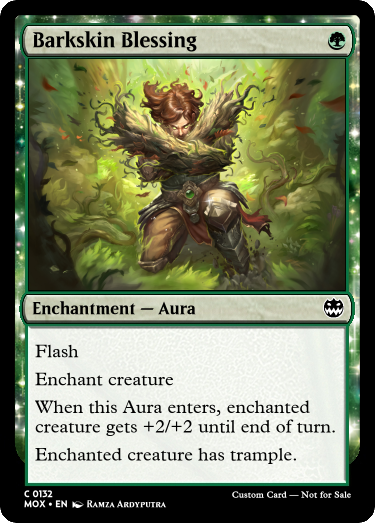 Barkskin Blessing
Enchantment — Aura
Flash
Enchant creature
When this Aura enters, enchanted
creature gets +2/+2 until end of turn.
Enchanted creature has trample.
C 0132
MOX • EN Ramza Ardyputra
Custom Card — Not for Sale